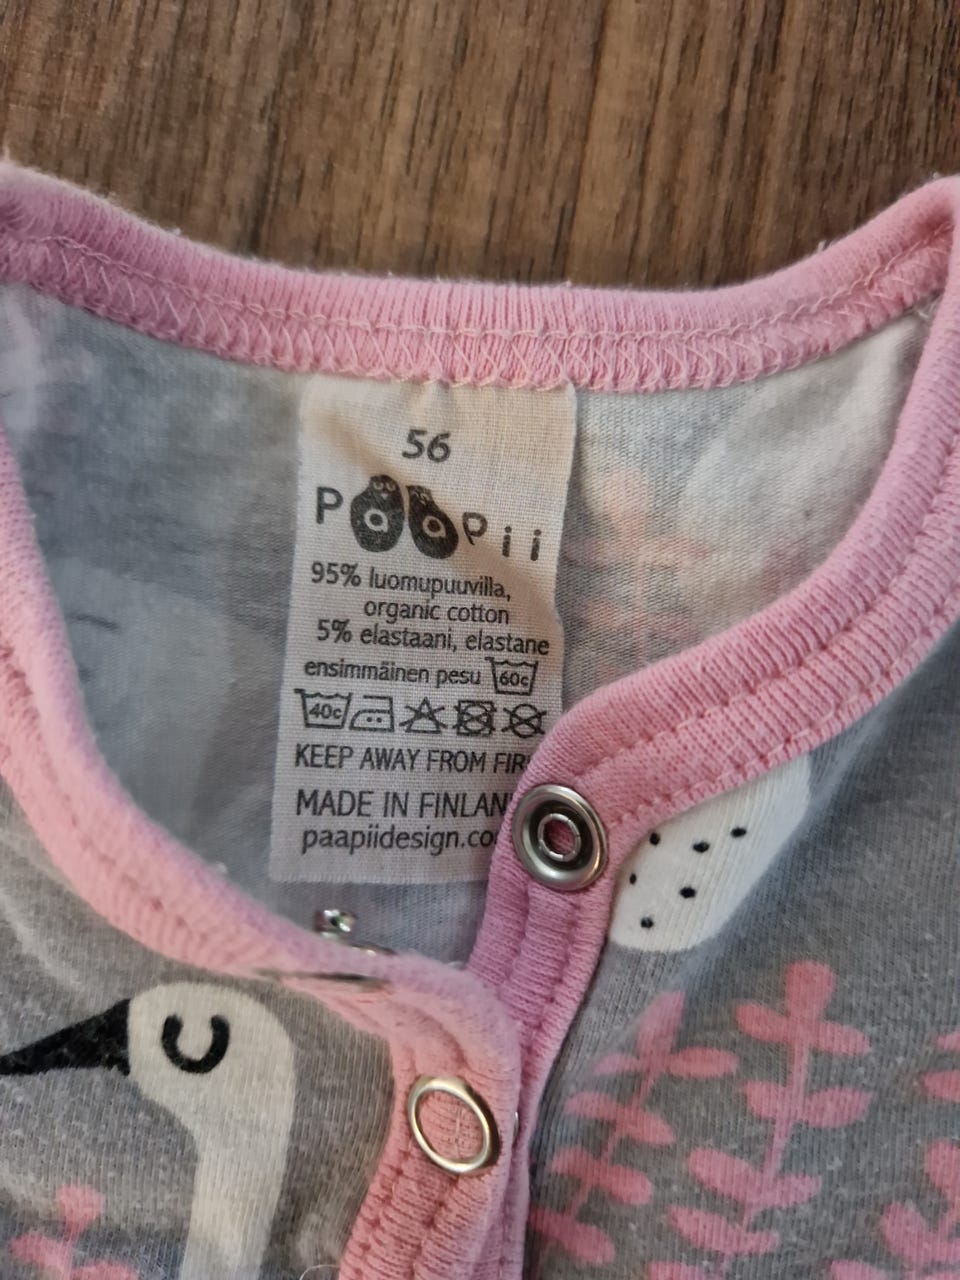 56
Paapii
95% luomupuuvilla,
organic cotton
5% elastaani, elastane
ensimmäinen pesu 60c
40c
KEEP AWAY FROM
MADE IN